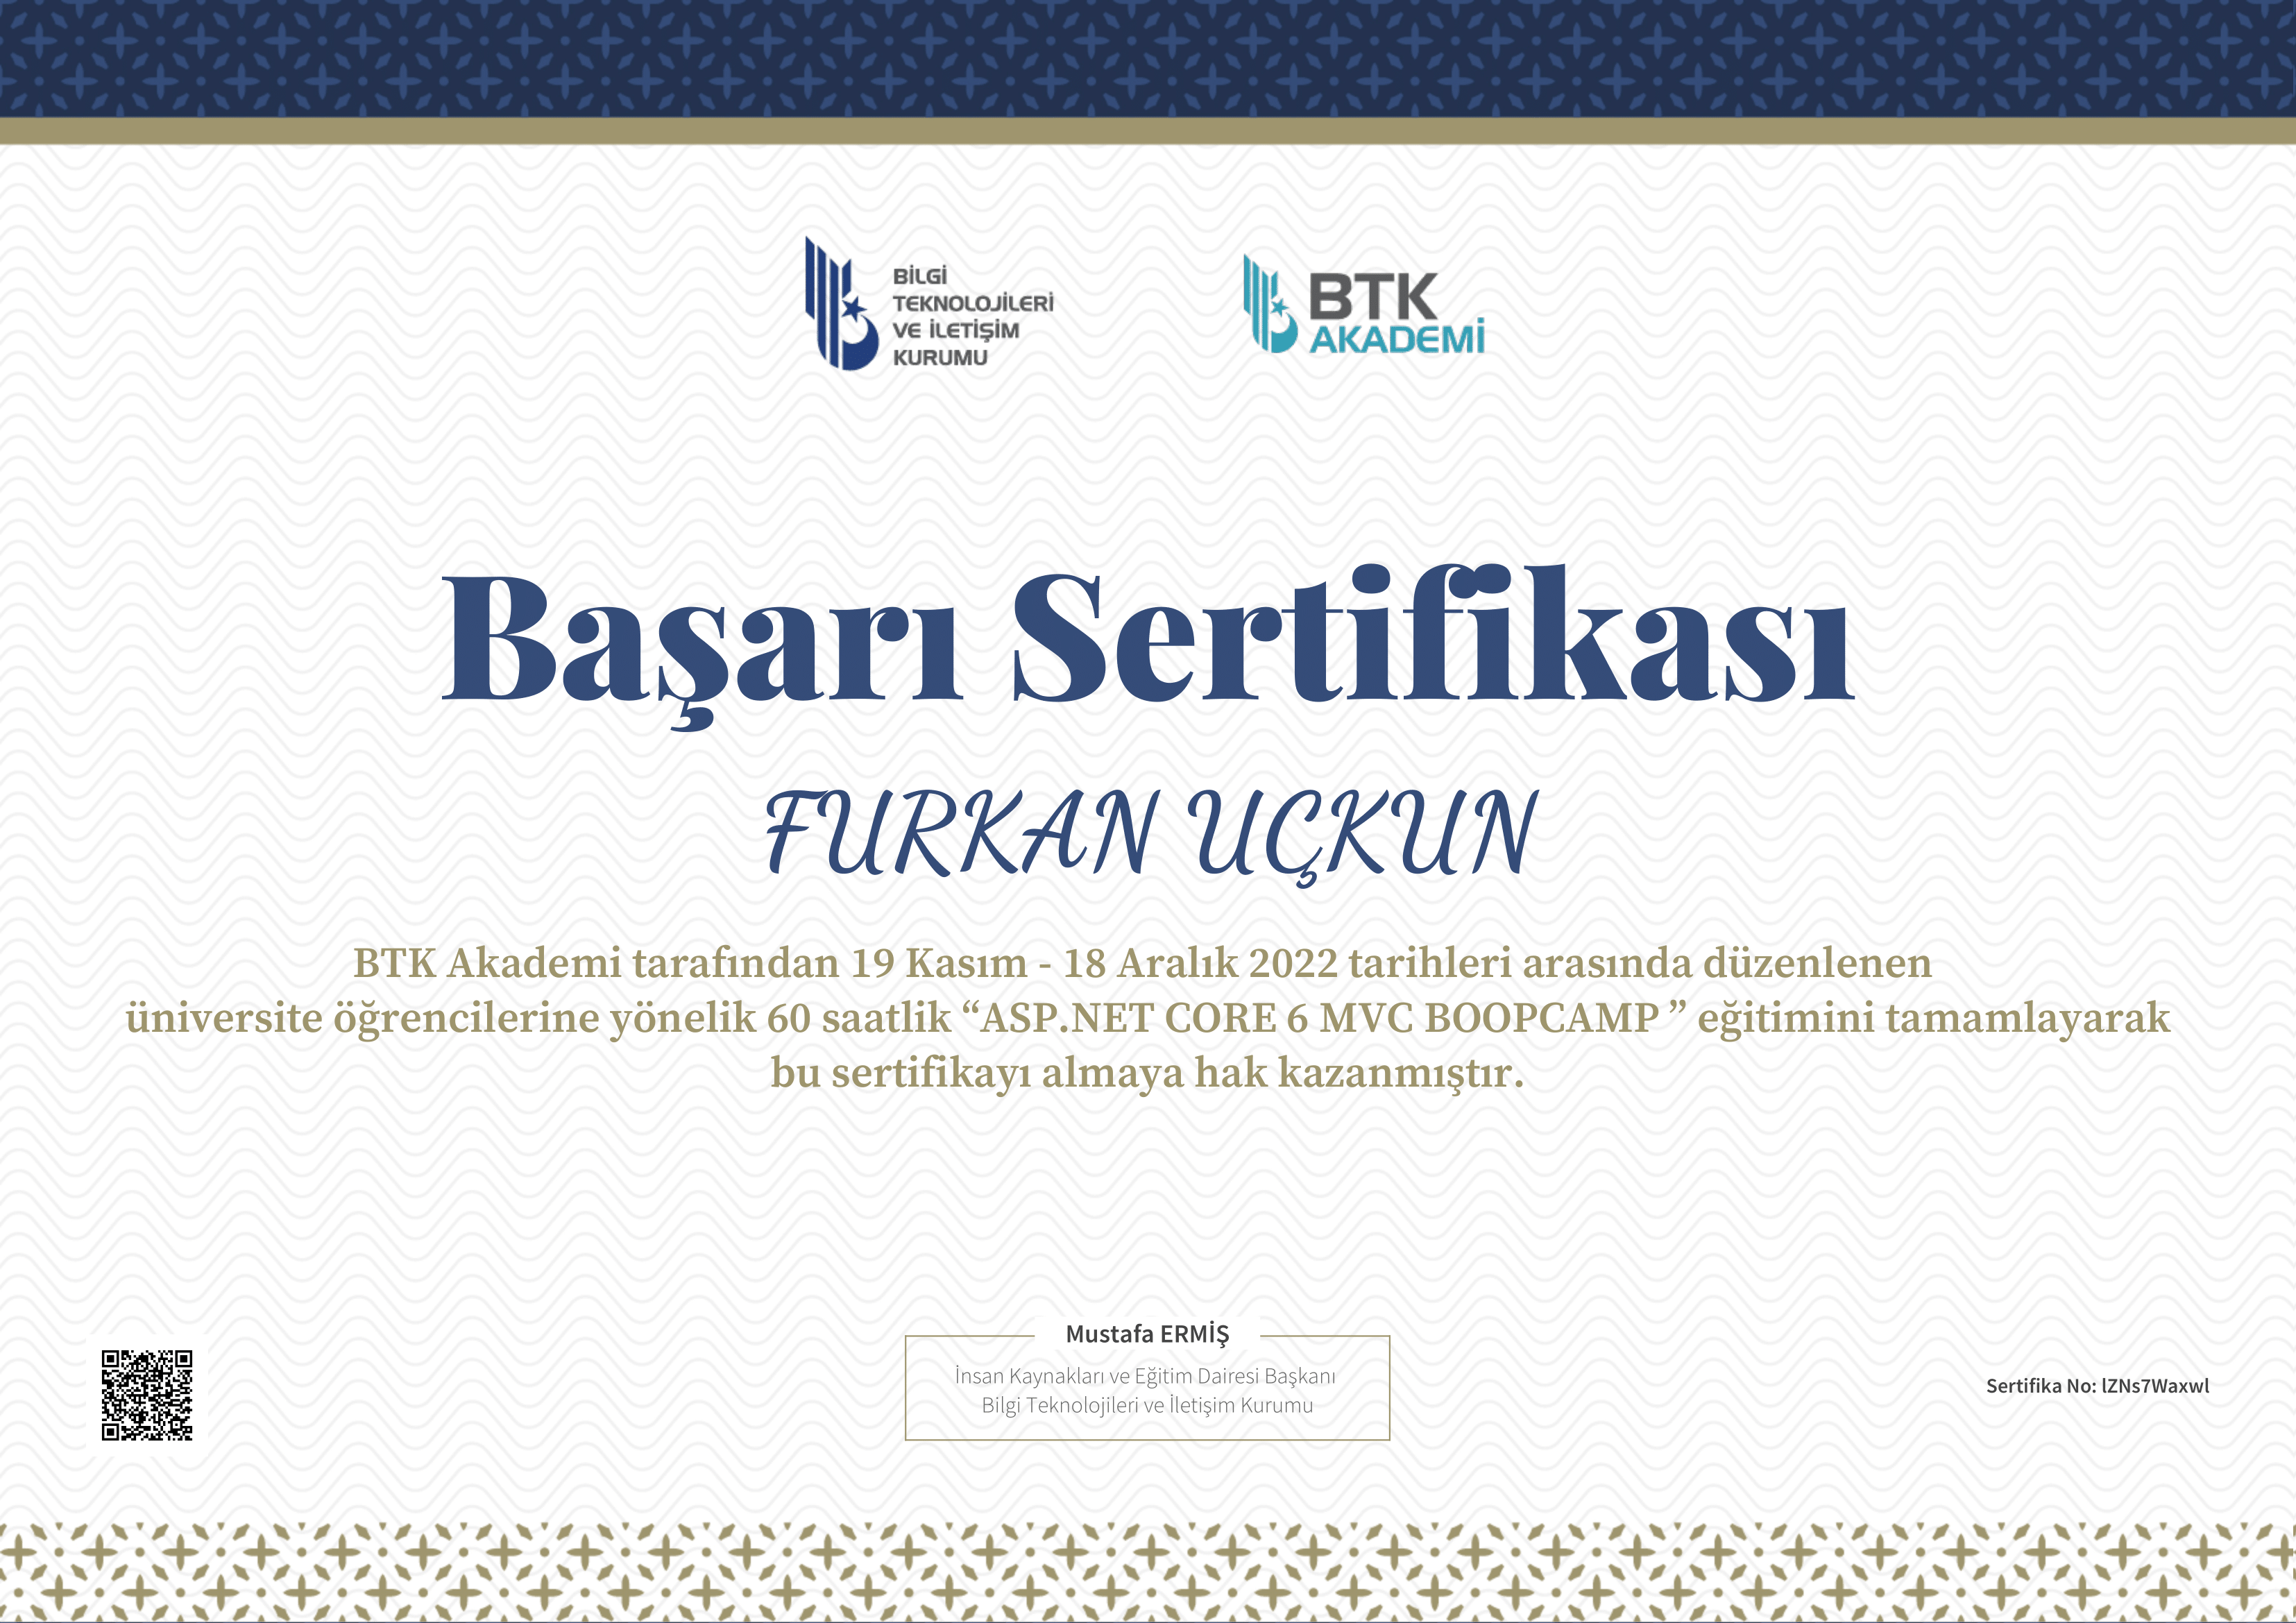 BİLGİ
TEKNOLOJİLERİ
VE İLETİŞİM
KURUMU
BTK
AKADEMİ
Başarı Sertifikası
FURKAN UÇKUN
BTK Akademi tarafından 19 Kasım - 18 Aralık 2022 tarihleri arasında düzenlenen
üniversite öğrencilerine yönelik 60 saatlik “ASP.NET CORE 6 MVC BOOPCAMP ” eğitimini tamamlayarak
bu sertifikayı almaya hak kazanmıştır.
Mustafa ERMİŞ
İnsan Kaynakları ve Eğitim Dairesi Başkanı
Bilgi Teknolojileri ve İletişim Kurumu
Sertifika No: lZNs7Waxwl